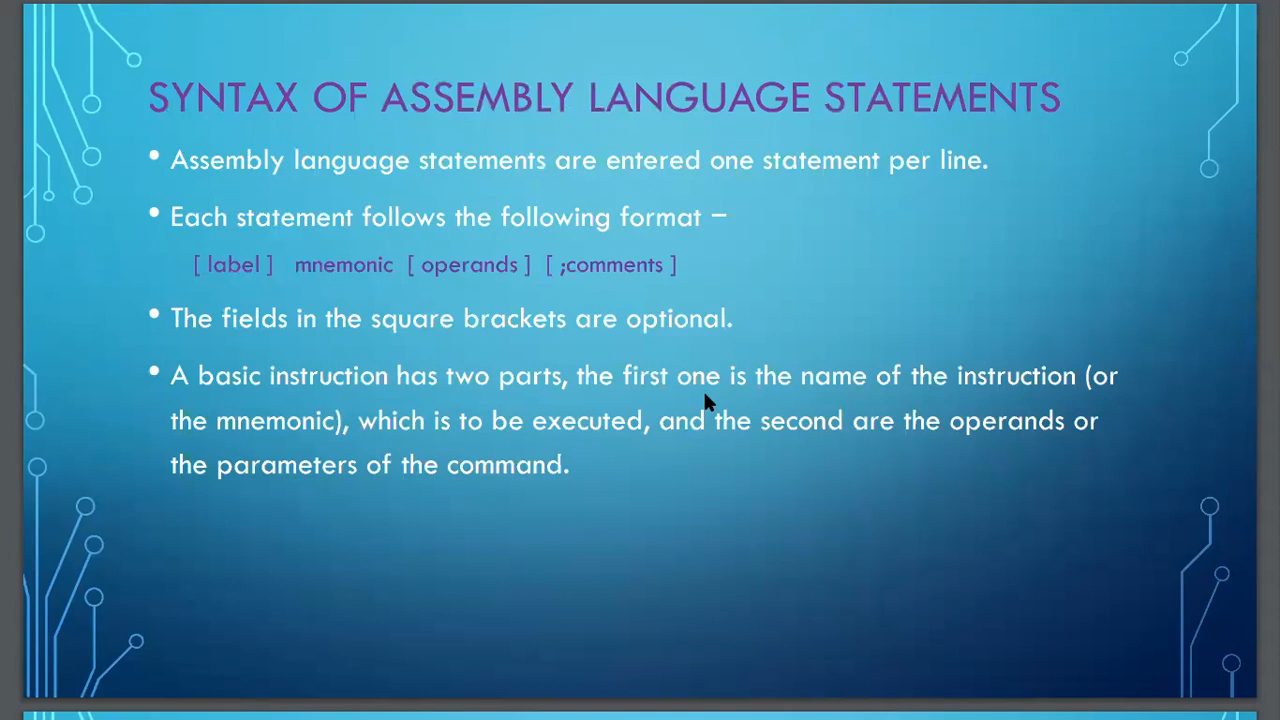 SYNTAX OF ASSEMBLY LANGUAGE STATEMENTS
• Assembly language statements are entered one statement per line.
• Each statement follows the following format –
[ label ] mnemonic [ operands ] [ ;comments ]
• The fields in the square brackets are optional.
• A basic instruction has two parts, the first one is the name of the instruction (or
the mnemonic), which is to be executed, and the second are the operands or
the parameters of the command.